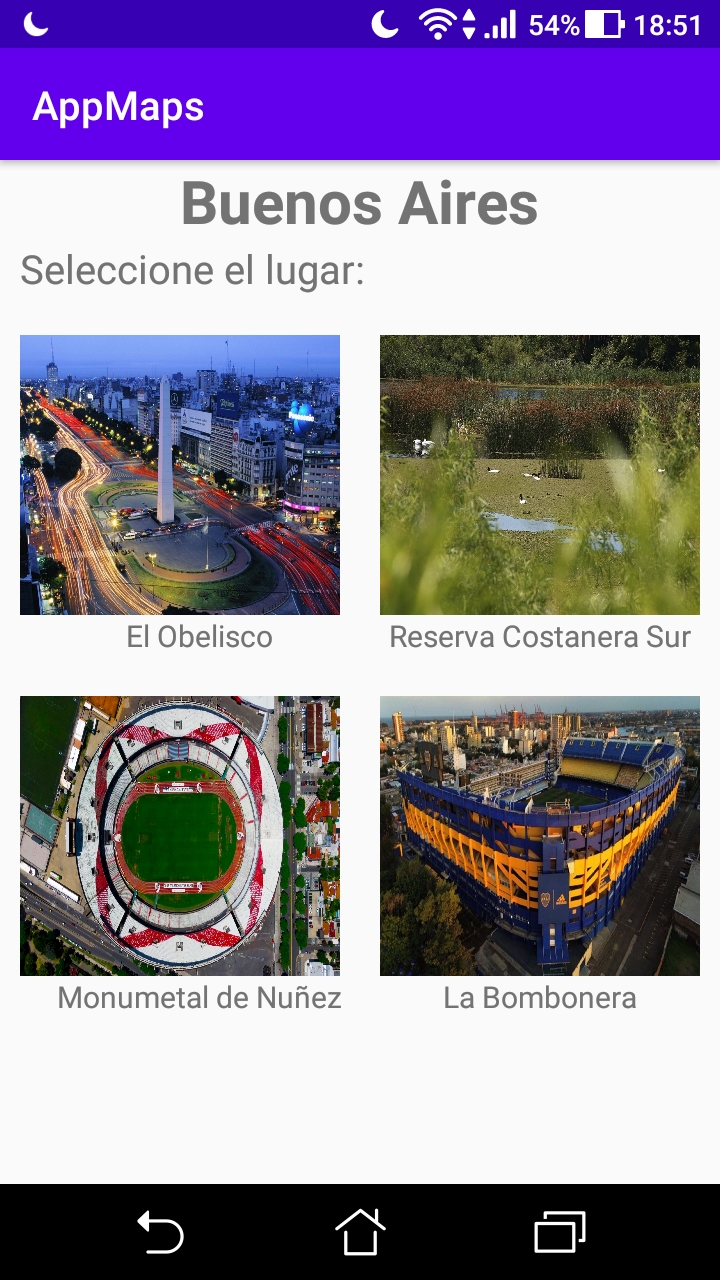 54% 18:51
AppMaps
Buenos Aires
Seleccione el lugar:
El Obelisco
Reserva Costanera Sur
Monumetal de Nuñez
La Bombonera